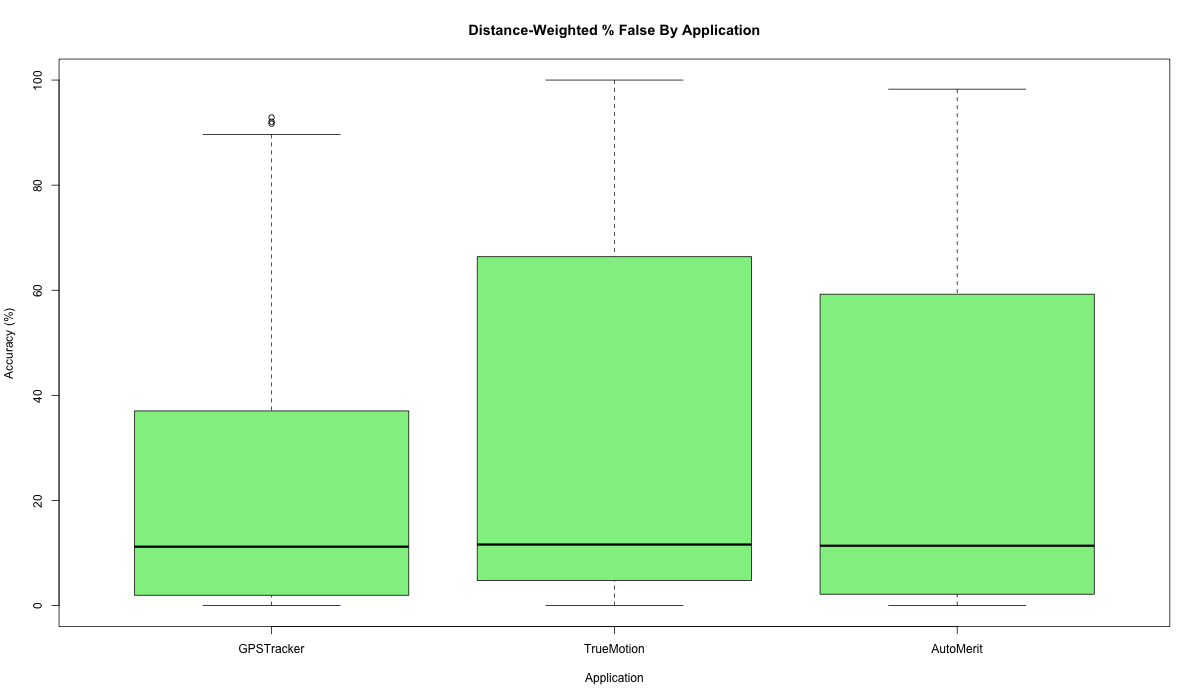 Distance-Weighted % False By Application
100
80
60
40
20
0
Accuracy (%)
GPSTracker TrueMotion AutoMerit
Application